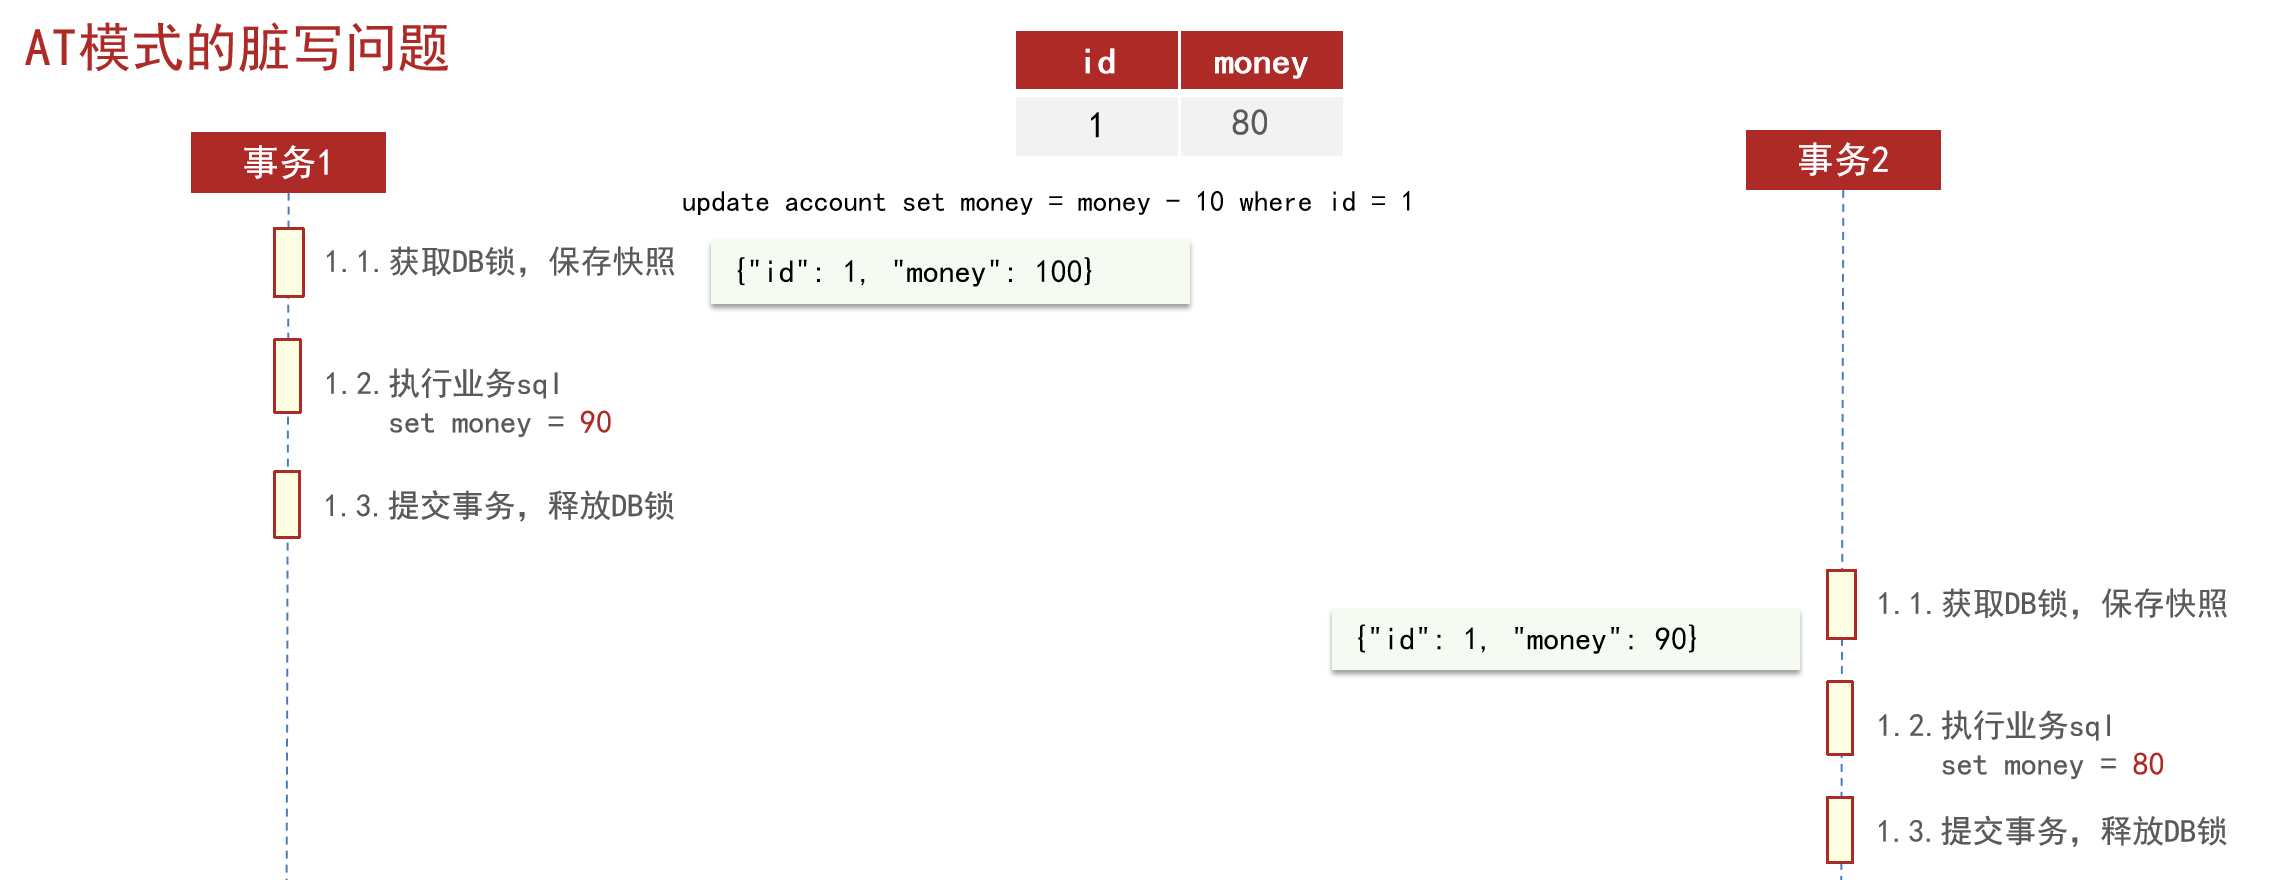 AT模式的脏写问题
id money
1 80
事务1
事务2
update account set money = money - 10 where id = 1
1.1.获取DB锁，保存快照
{"id": 1, "money": 100}
1.2.执行业务sql
set money = 90
1.3.提交事务，释放DB锁
1.1.获取DB锁，保存快照
{"id": 1, "money": 90}
1.2.执行业务sql
set money = 80
1.3.提交事务，释放DB锁